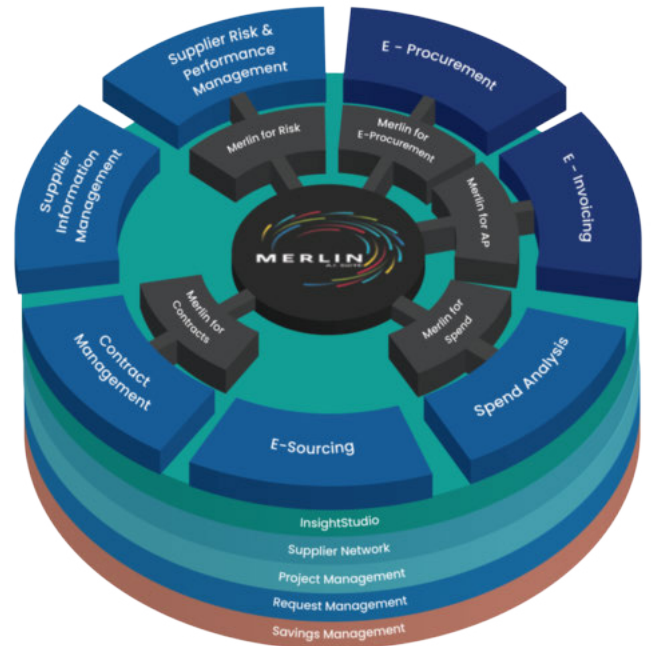 Supplier Risk &
Performance
Management
E - Procurement
Merlin for Risk
Merlin for
E-Procurement
Supplier
Information
Management
Merlin for AP
E - Invoicing
MERLIN
A.I. SUITE
Merlin for
Contracts
Merlin for
Spend
Contract
Management
Spend Analysis
E-Sourcing
InsightStudio
Supplier Network
Project Management
Request Management
Savings Management